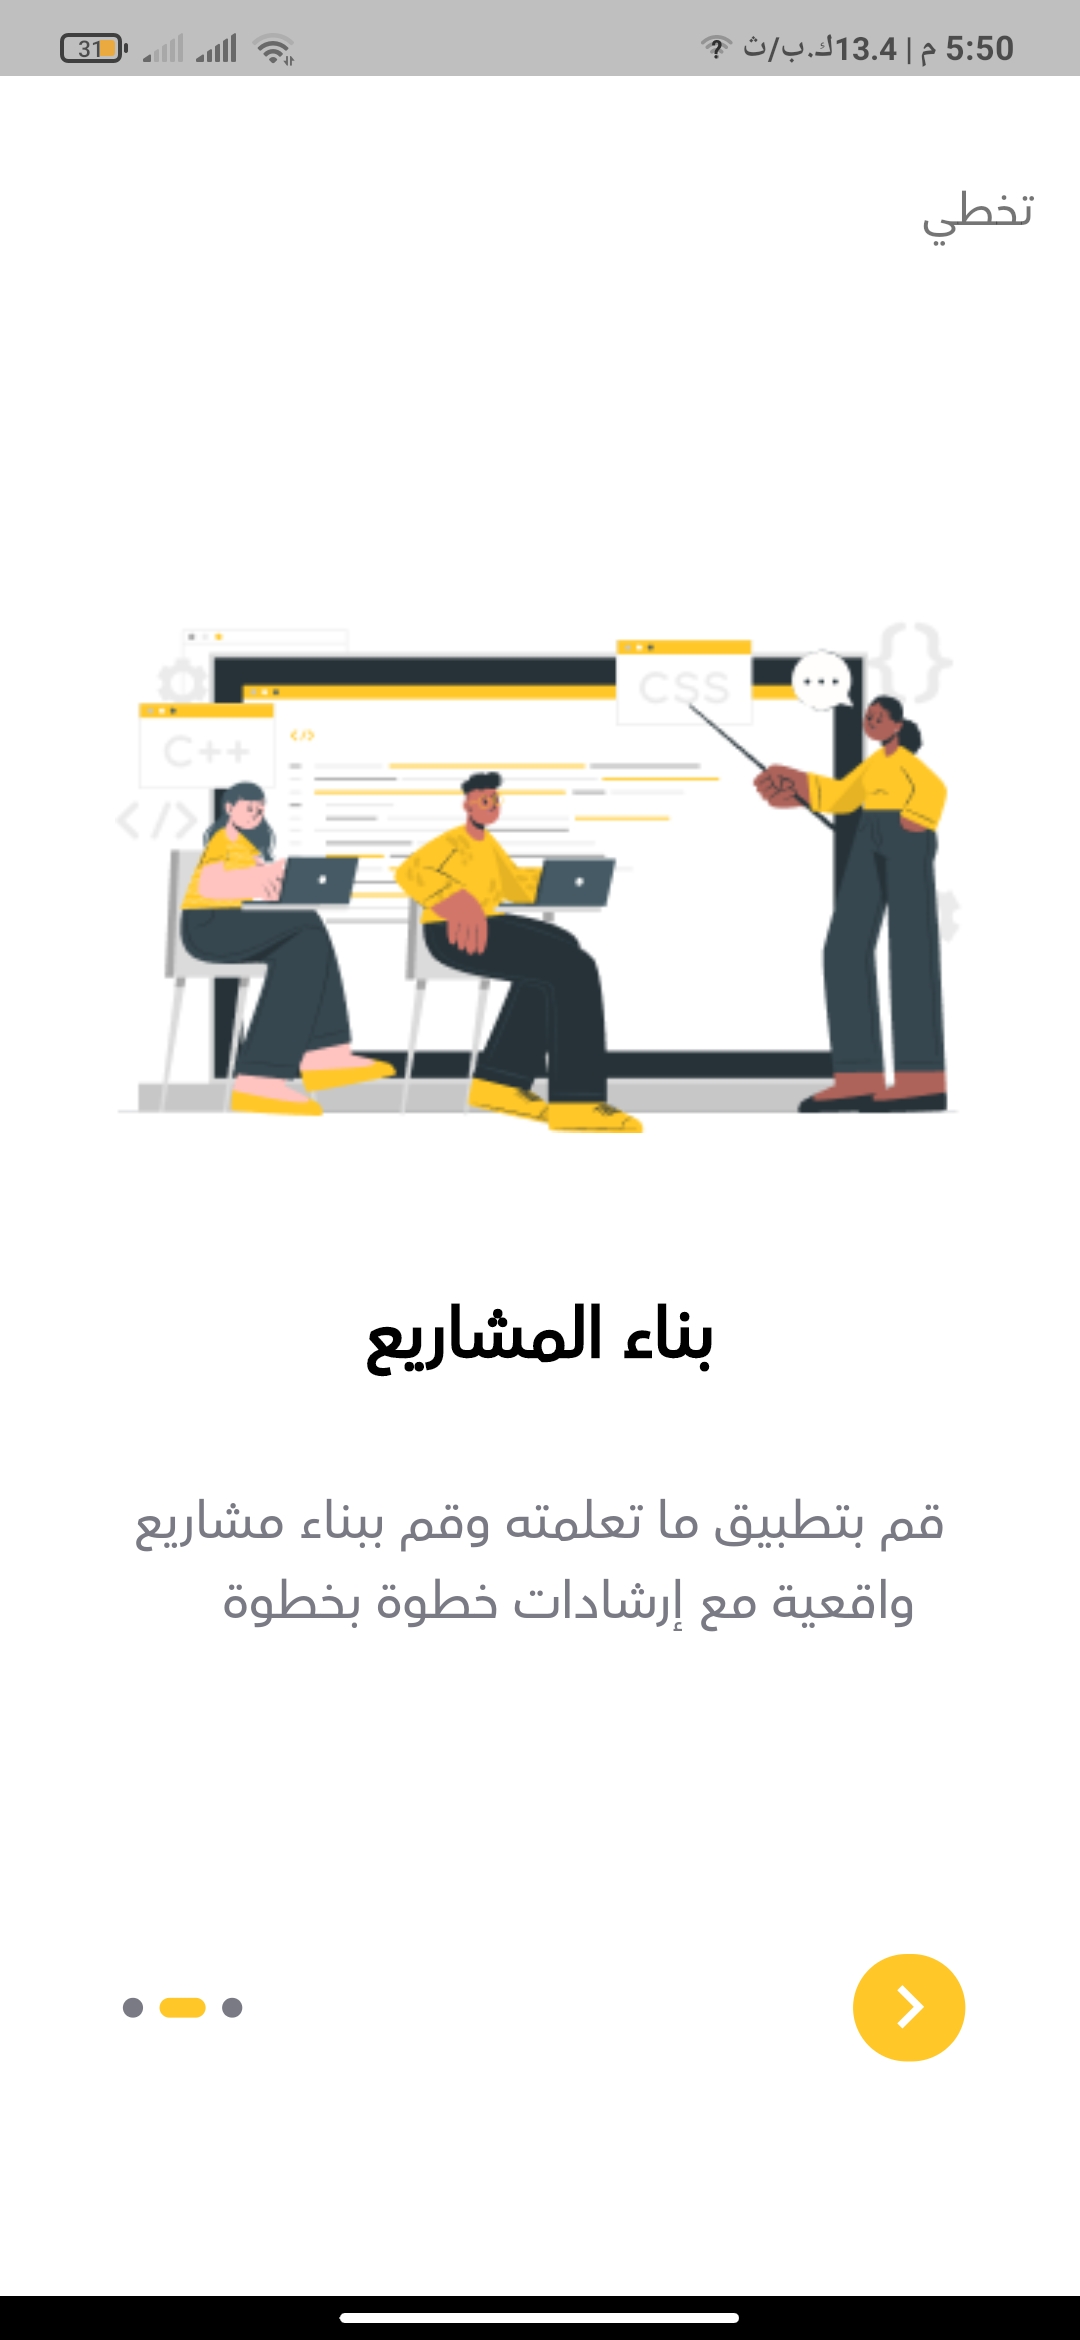 5:50 م | 13.4ك.ب/ث
31
تخطي
CSS
C++
</>
</>
{}
بناء المشاريع
قم بتطبيق ما تعلمته وقم ببناء مشاريع
واقعية مع إرشادات خطوة بخطوة